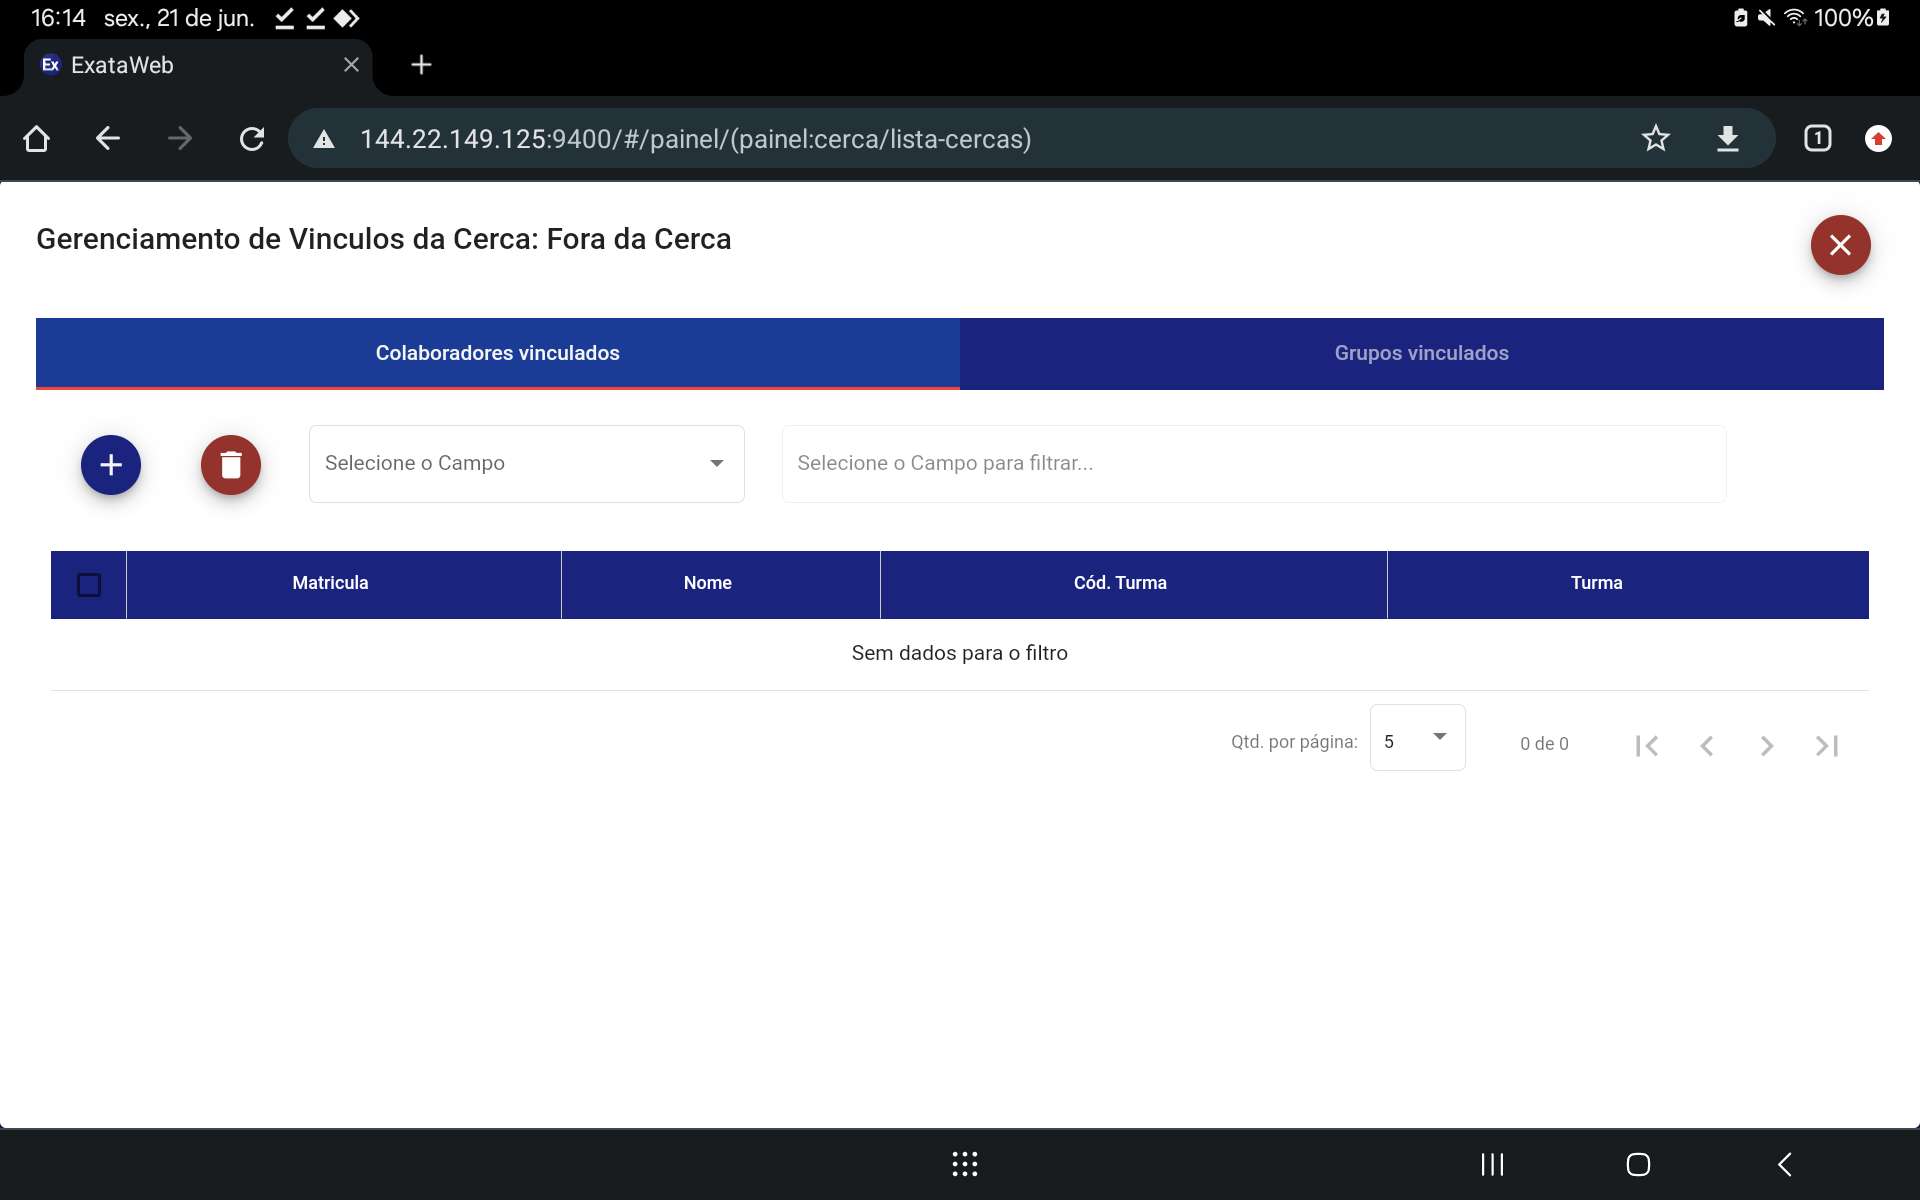 16:14 sex., 21 de jun. 100%
Ex ExataWeb
144.22.149.125:9400/#/painel/(painel:cerca/lista-cercas) 1
Gerenciamento de Vinculos da Cerca: Fora da Cerca
Colaboradores vinculados Grupos vinculados
Selecione o Campo Selecione o Campo para filtrar...
Matricula Nome Cód. Turma Turma
Sem dados para o filtro
Qtd. por página: 5 0 de 0